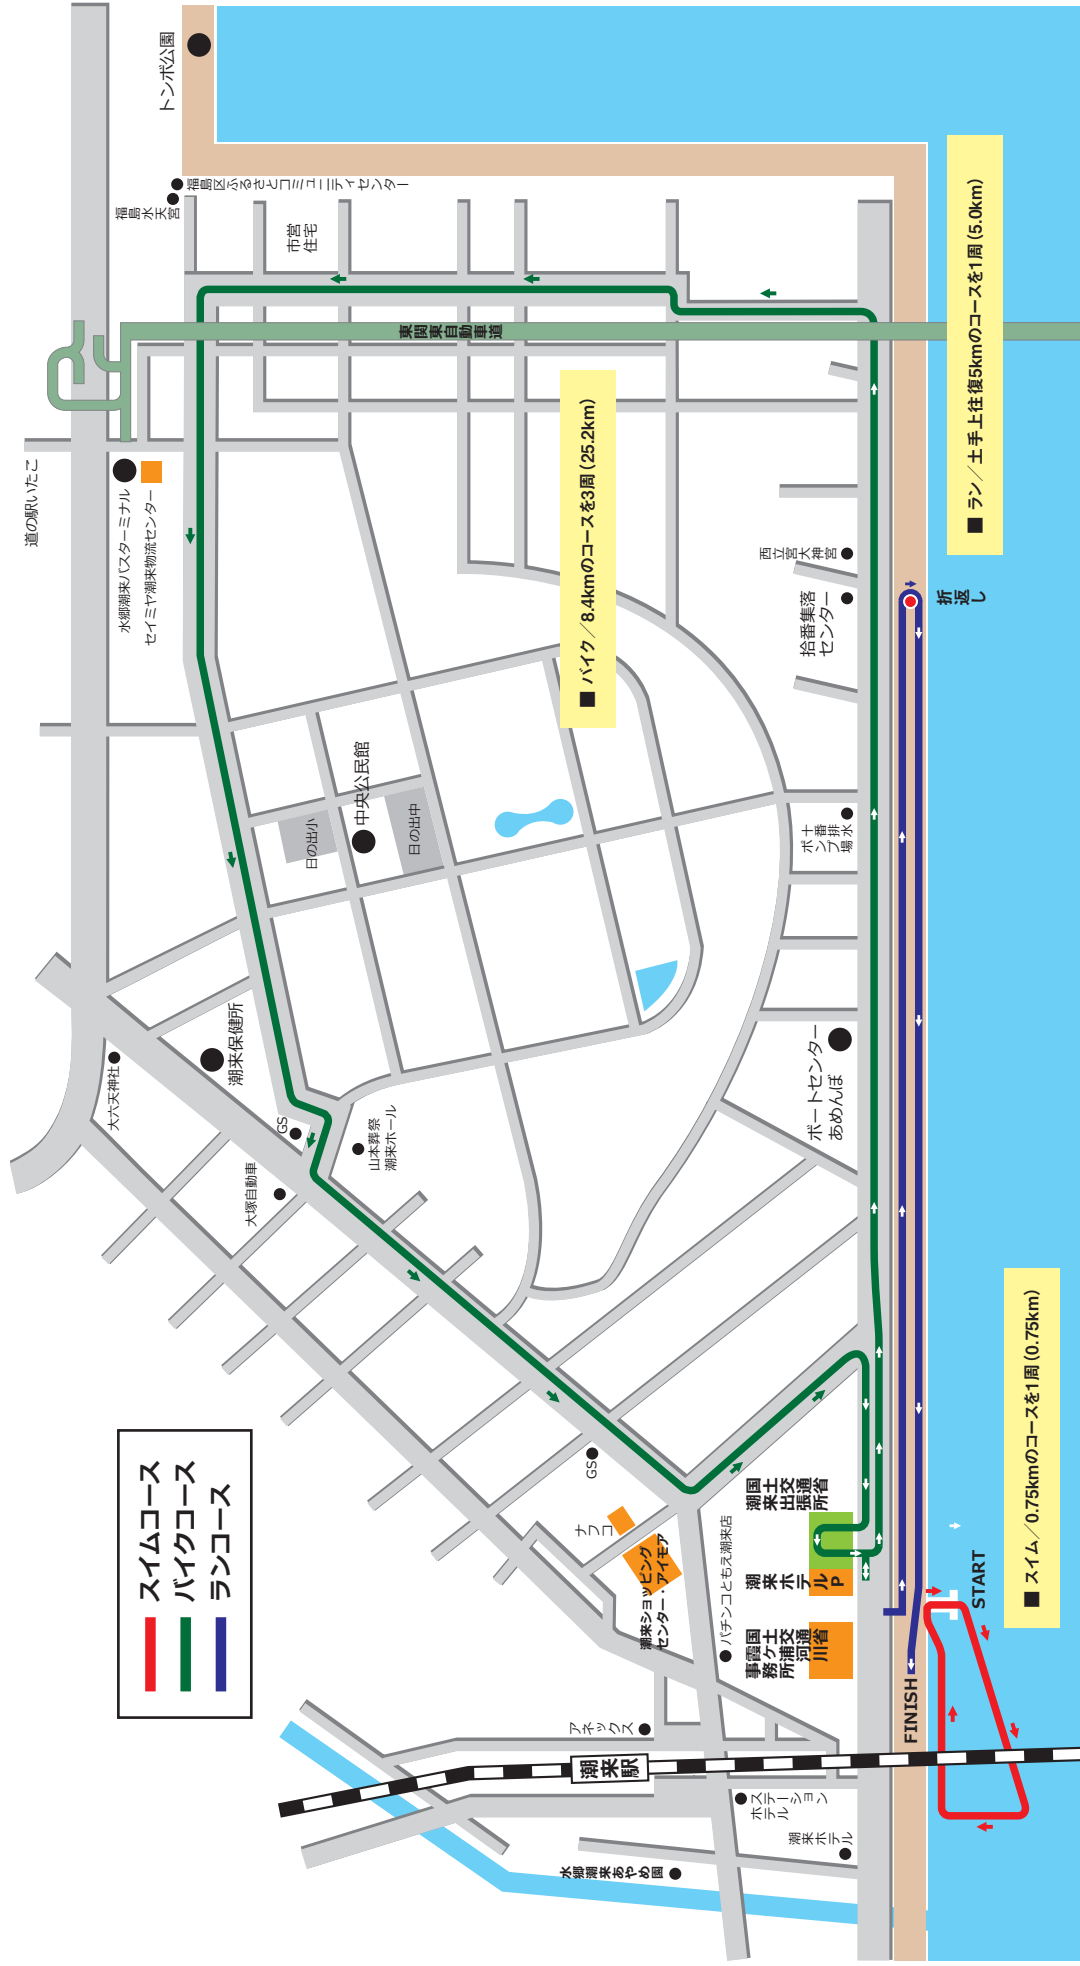 スイムコース
バイクコース
ランコース
■ スイム／0.75kmのコースを1周(0.75km)
■ バイク／8.4kmのコースを3周(25.2km)
■ ラン／土手上往復5kmのコースを1周(5.0km)
START
FINISH
折返し
トンボ公園
福島区ふるさとコミュニティセンター
福島水天宮
市営
住宅
東関東自動車道
道の駅いたこ
水郷潮来バスターミナル
セイミヤ潮来物流センター
西立宮大神宮
拾番集落
センター
中央公民館
日の出小
日の出中
十番排水
ポンプ場
潮来保健所
大六天神社
GS
大塚自動車
山本葬祭
潮来ホール
ボートセンター
あめんぼ
GS
ナフコ
潮来ショッピング
センター・アイモア
パチンコともえ潮来店
国土交通省
潮来出張所
潮来ホテル
P
国土交通省
霞ケ浦河川
事務所
アネックス
潮来駅
ステーション
ホテル
潮来ホテル
水郷潮来あやめ園